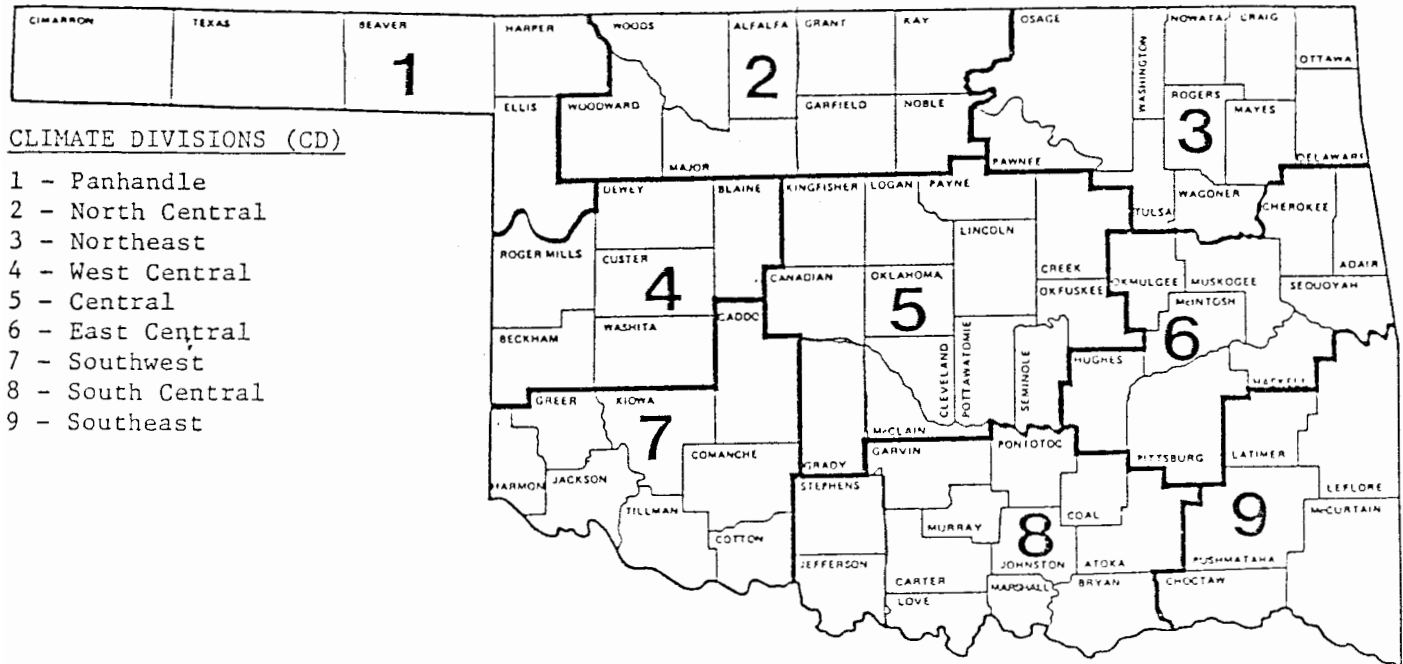 CIMARRON TEXAS BEAVER HARPER WOODS ALFALFA GRANT KAY OSAGE NOWATA CRAIG
OTTAWA
WASHINGTON
1 2 3
ELLIS WOODWARD GARFIELD NOBLE ROGERS MAYES
CLIMATE DIVISIONS (CD)
1 - Panhandle
2 - North Central
3 - Northeast
4 - West Central
5 - Central
6 - East Central
7 - Southwest
8 - South Central
9 - Southeast
MAJOR PAWNEE DELAWARE
DEWEY BLAINE KINGFISHER LOGAN PAYNE WAGONER
TULSA CHEROKEE
LINCOLN
ROGER MILLS CUSTER CREEK ADAIR
CANADIAN OKLAHOMA OKMULGEE MUSKOGEE SEQUOYAH
4 5 6
OKFUSKEE McINTOSH
CADDO
BECKHAM WASHITA
HUGHES
CLEVELAND POTTAWATOMIE SEMINOLE
HASKELL
GREER KIOWA
7
McCLAIN
COMANCHE GRADY GARVIN PONTOTOC PITTSBURG LATIMER
HARMON JACKSON STEPHENS LEFLORE
TILLMAN COAL McCURTAIN
MURRAY 8 9
COTTON
JEFFERSON JOHNSTON ATOKA PUSHMATAHA
CARTER MARSHALL BRYAN CHOCTAW
LOVE